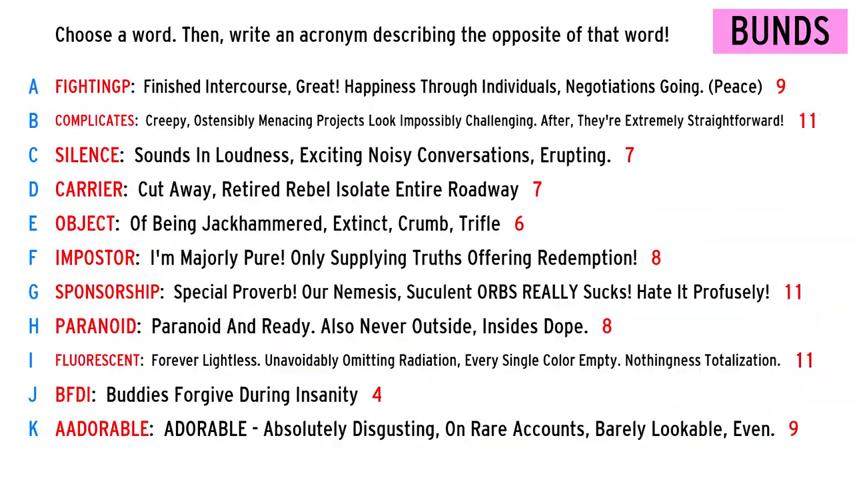 Choose a word. Then, write an acronym describing the opposite of that word!
BUNDS
A FIGHTINGP: Finished Intercourse, Great! Happiness Through Individuals, Negotiations Going. (Peace) 9
B COMPLICATES: Creepy, Ostensibly Menacing Projects Look Impossibly Challenging. After, They're Extremely Straightforward! 11
C SILENCE: Sounds In Loudness, Exciting Noisy Conversations, Erupting. 7
D CARRIER: Cut Away, Retired Rebel Isolate Entire Roadway 7
E OBJECT: Of Being Jackhammered, Extinct, Crumb, Trifle 6
F IMPOSTOR: I'm Majorly Pure! Only Supplying Truths Offering Redemption! 8
G SPONSORSHIP: Special Proverb! Our Nemesis, Suculent ORBS REALLY Sucks! Hate It Profusely! 11
H PARANOID: Paranoid And Ready. Also Never Outside, Insides Dope. 8
I FLUORESCENT: Forever Lightless. Unavoidably Omitting Radiation, Every Single Color Empty. Nothingness Totalization. 11
J BFDI: Buddies Forgive During Insanity 4
K AADORABLE: ADORABLE - Absolutely Disgusting, On Rare Accounts, Barely Lookable, Even. 9